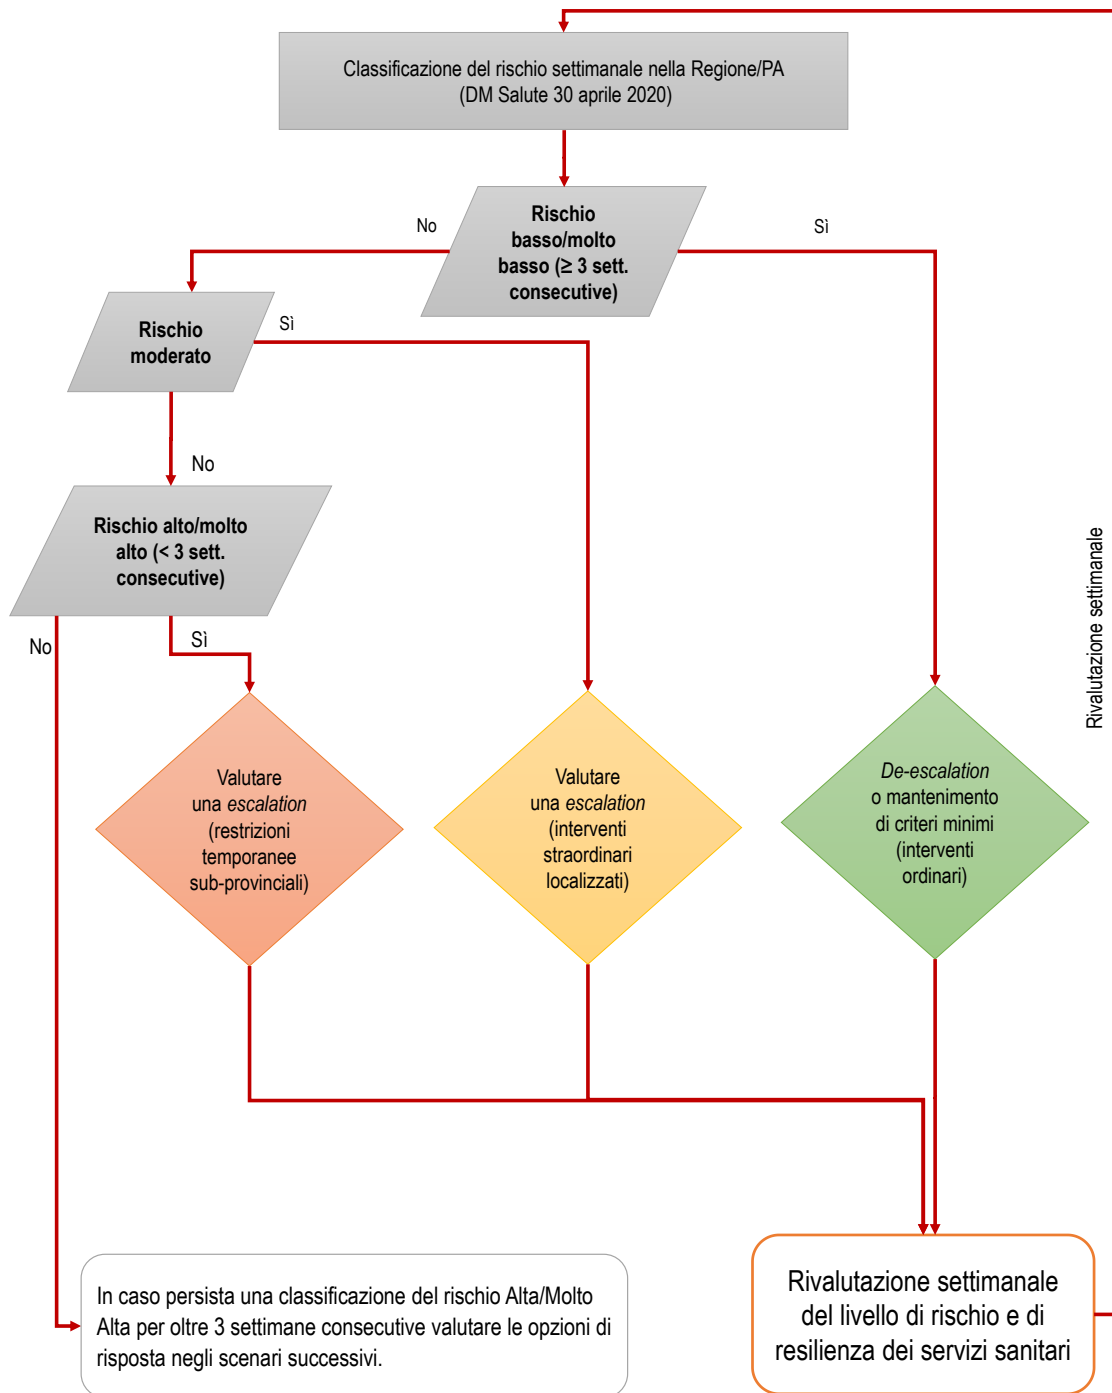 Classificazione del rischio settimanale nella Regione/PA
(DM Salute 30 aprile 2020)
Rischio
basso/molto
basso (≥ 3 sett.
consecutive)
No
Sì
Rischio
moderato
Sì
No
Rischio alto/molto
alto (< 3 sett.
consecutive)
No
Sì
Valutare
una escalation
(restrizioni
temporanee
sub-provinciali)
Valutare
una escalation
(interventi
straordinari
localizzati)
De-escalation
o mantenimento
di criteri minimi
(interventi
ordinari)
Rivalutazione settimanale
In caso persista una classificazione del rischio Alta/Molto
Alta per oltre 3 settimane consecutive valutare le opzioni di
risposta negli scenari successivi.
Rivalutazione settimanale
del livello di rischio e di
resilienza dei servizi sanitari